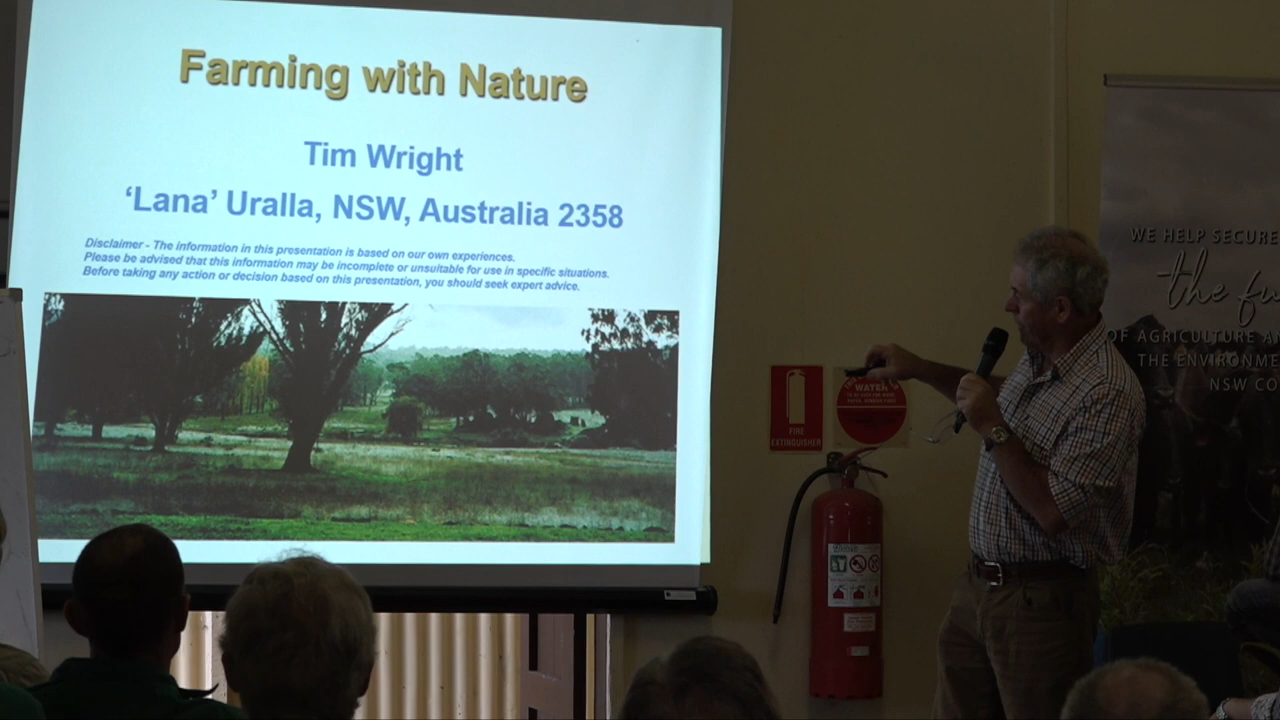 Farming with Nature
Tim Wright
‘Lana’ Uralla, NSW, Australia 2358
Disclaimer - The information in this presentation is based on our own experiences.
Please be advised that this information may be incomplete or unsuitable for use in specific situations.
Before taking any action or decision based on this presentation, you should seek expert advice.
FIRE
EXTINGUISHER
WATER
WE HELP SECURE
the fu
OF AGRICULTURE A
THE ENVIRONME
NSW CO